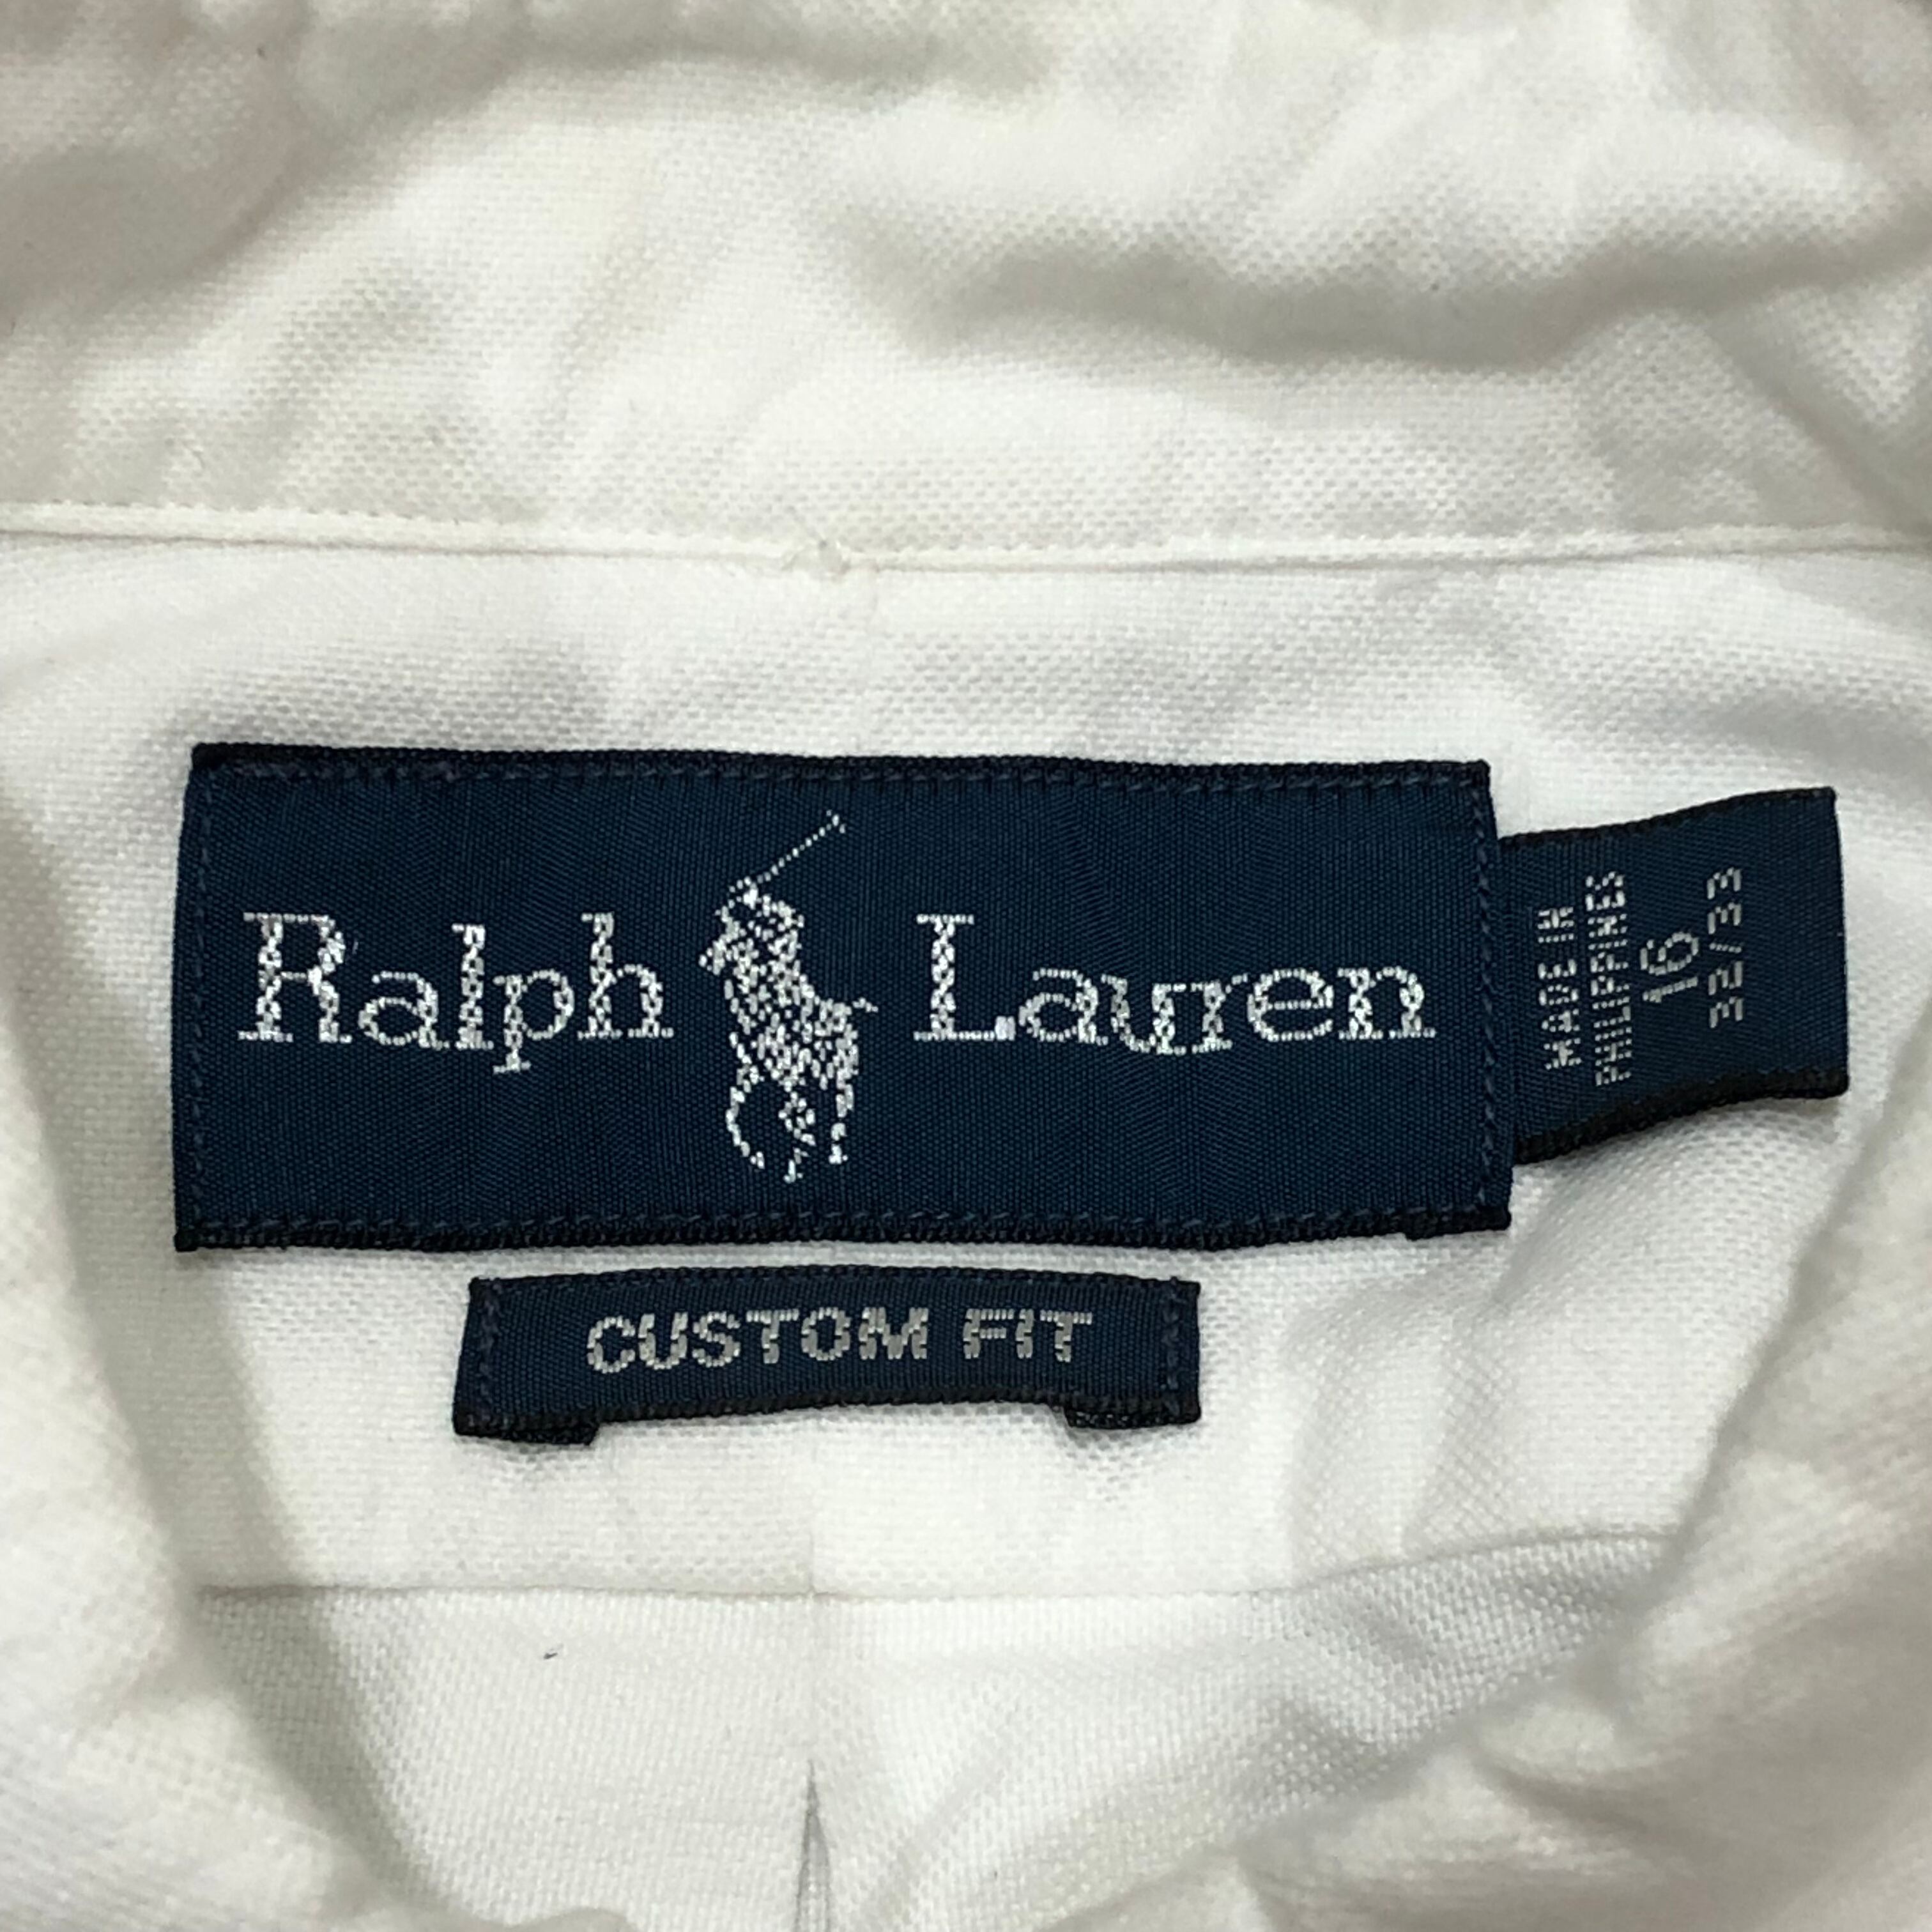 Ralph Lauren
MADE IN
PHILIPPINES
16
32/33
CUSTOM FIT